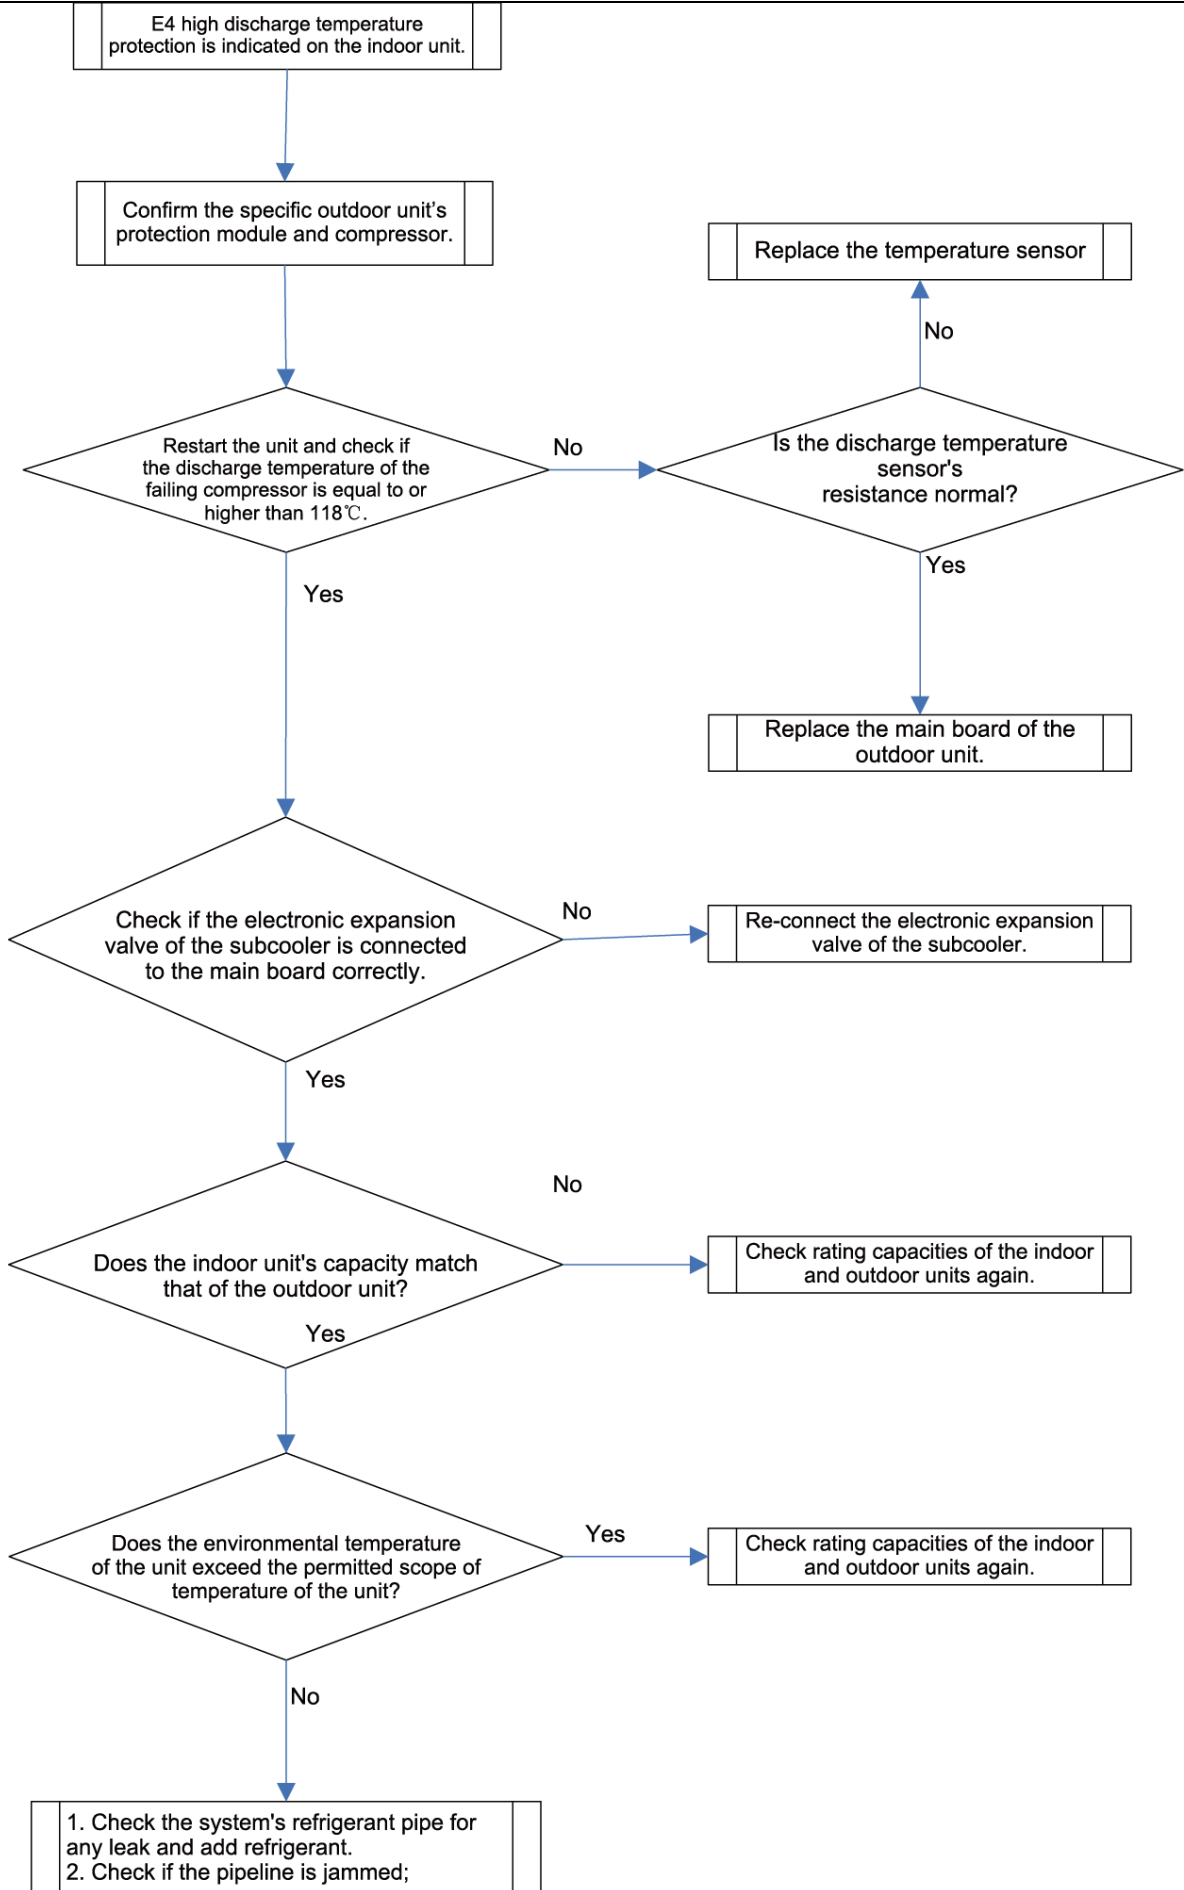 E4 high discharge temperature
protection is indicated on the indoor unit.
Confirm the specific outdoor unit’s
protection module and compressor.
Replace the temperature sensor
No
Restart the unit and check if
the discharge temperature of the
failing compressor is equal to or
higher than 118℃.
No
Is the discharge temperature
sensor's
resistance normal?
Yes
Yes
Replace the main board of the
outdoor unit.
Check if the electronic expansion
valve of the subcooler is connected
to the main board correctly.
No
Re-connect the electronic expansion
valve of the subcooler.
Yes
No
Does the indoor unit's capacity match
that of the outdoor unit?
Check rating capacities of the indoor
and outdoor units again.
Yes
Does the environmental temperature
of the unit exceed the permitted scope of
temperature of the unit?
Yes
Check rating capacities of the indoor
and outdoor units again.
No
1. Check the system's refrigerant pipe for
any leak and add refrigerant.
2. Check if the pipeline is jammed;